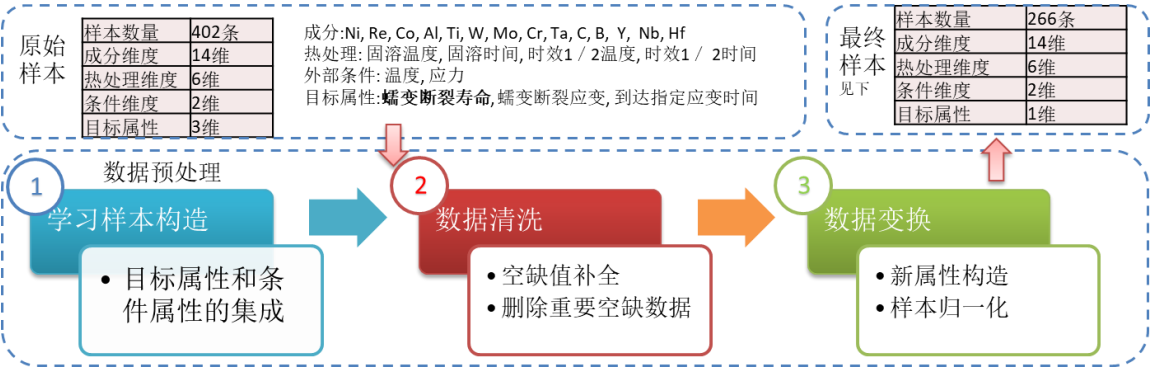 原始样本
样本数量 402条
成分维度 14维
热处理维度 6维
条件维度 2维
目标属性 3维
成分:Ni, Re, Co, Al, Ti, W, Mo, Cr, Ta, C, B, Y, Nb, Hf
热处理: 固溶温度, 固溶时间, 时效1/2温度, 时效1/ 2时间
外部条件: 温度, 应力
目标属性:蠕变断裂寿命, 蠕变断裂应变, 到达指定应变时间
最终样本
见下
样本数量 266条
成分维度 14维
热处理维度 6维
条件维度 2维
目标属性 1维
数据预处理
1
学习样本构造
• 目标属性和条
件属性的集成
2
数据清洗
• 空缺值补全
• 删除重要空缺数据
3
数据变换
• 新属性构造
• 样本归一化